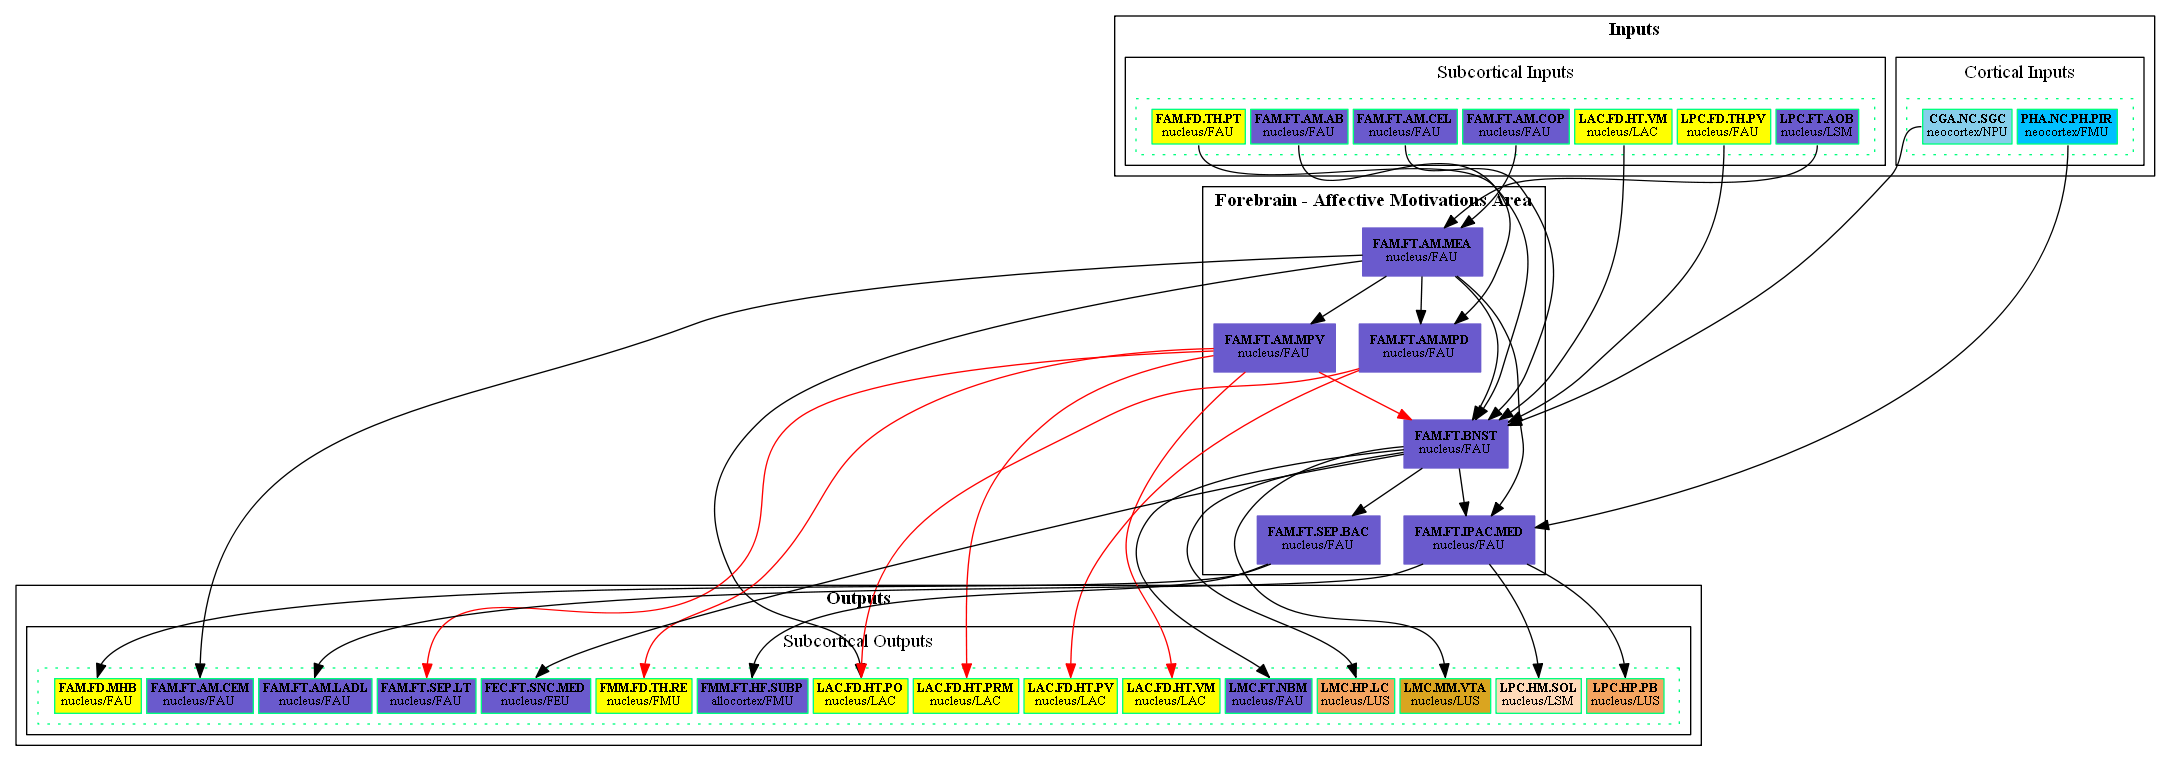 Inputs
Subcortical Inputs
Cortical Inputs
FAM.FD.TH.PT
nucleus/FAU
FAM.FT.AM.AB
nucleus/FAU
FAM.FT.AM.CEL
nucleus/FAU
FAM.FT.AM.COP
nucleus/FAU
LAC.FD.HT.VM
nucleus/LAC
LPC.FD.TH.PV
nucleus/FAU
LPC.FT.AOB
nucleus/LSM
CGA.NC.SGC
neocortex/NPU
PHA.NC.PH.PIR
neocortex/FMU
Forebrain - Affective Motivations Area
FAM.FT.AM.MEA
nucleus/FAU
FAM.FT.AM.MPV
nucleus/FAU
FAM.FT.AM.MPD
nucleus/FAU
FAM.FT.BNST
nucleus/FAU
FAM.FT.SEP.BAC
nucleus/FAU
FAM.FT.IPAC.MED
nucleus/FAU
Outputs
Subcortical Outputs
FAM.FD.MHB
nucleus/FAU
FAM.FT.AM.CEM
nucleus/FAU
FAM.FT.AM.LADL
nucleus/FAU
FAM.FT.SEP.LT
nucleus/FAU
FEC.FT.SNC.MED
nucleus/FEU
FMM.FD.TH.RE
nucleus/FMU
FMM.FT.HF.SUBP
allocortex/FMU
LAC.FD.HT.PO
nucleus/LAC
LAC.FD.HT.PRM
nucleus/LAC
LAC.FD.HT.PV
nucleus/LAC
LAC.FD.HT.VM
nucleus/LAC
LMC.FT.NBM
nucleus/FAU
LMC.HP.LC
nucleus/LUS
LMC.MM.VTA
nucleus/LUS
LPC.HM.SOL
nucleus/LSM
LPC.HP.PB
nucleus/LUS